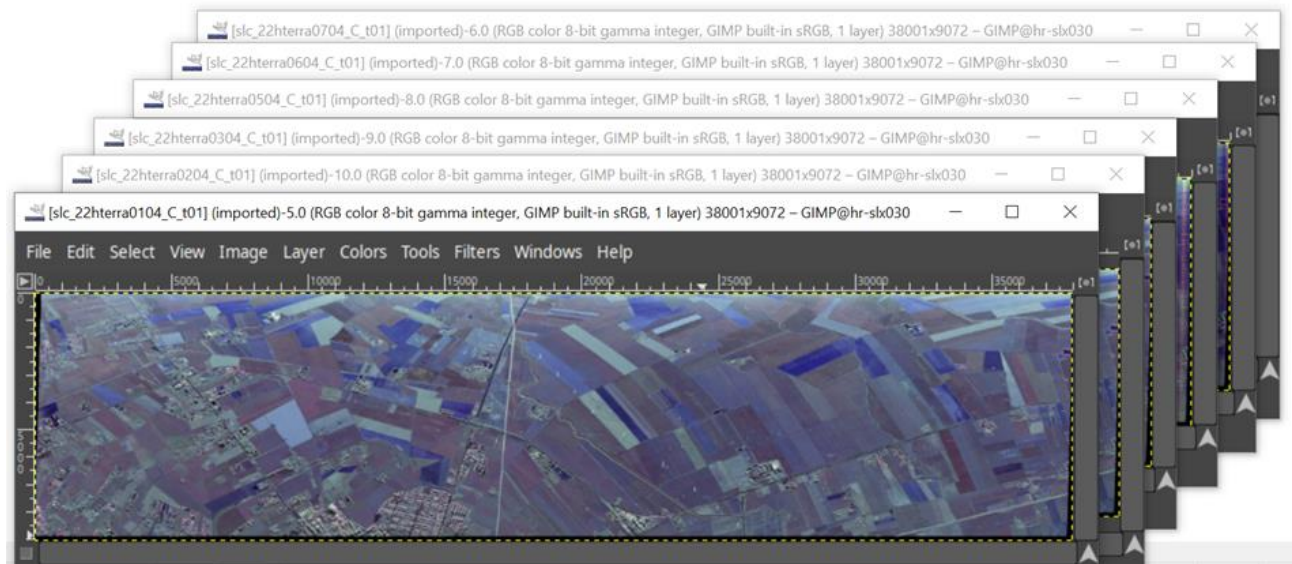 [slc_22hterra0704_C_t01] (imported)-6.0 (RGB color 8-bit gamma integer, GIMP built-in sRGB, 1 layer) 38001x9072 – GIMP@hr-slx030
[slc_22hterra0604_C_t01] (imported)-7.0 (RGB color 8-bit gamma integer, GIMP built-in sRGB, 1 layer) 38001x9072 – GIMP@hr-slx030
[slc_22hterra0504_C_t01] (imported)-8.0 (RGB color 8-bit gamma integer, GIMP built-in sRGB, 1 layer) 38001x9072 – GIMP@hr-slx030
[slc_22hterra0304_C_t01] (imported)-9.0 (RGB color 8-bit gamma integer, GIMP built-in sRGB, 1 layer) 38001x9072 – GIMP@hr-slx030
[slc_22hterra0204_C_t01] (imported)-10.0 (RGB color 8-bit gamma integer, GIMP built-in sRGB, 1 layer) 38001x9072 – GIMP@hr-slx030
[slc_22hterra0104_C_t01] (imported)-5.0 (RGB color 8-bit gamma integer, GIMP built-in sRGB, 1 layer) 38001x9072 – GIMP@hr-slx030
File Edit Select View Image Layer Colors Tools Filters Windows Help
0 5000 10000 15000 20000 25000 30000 35000
0
5000